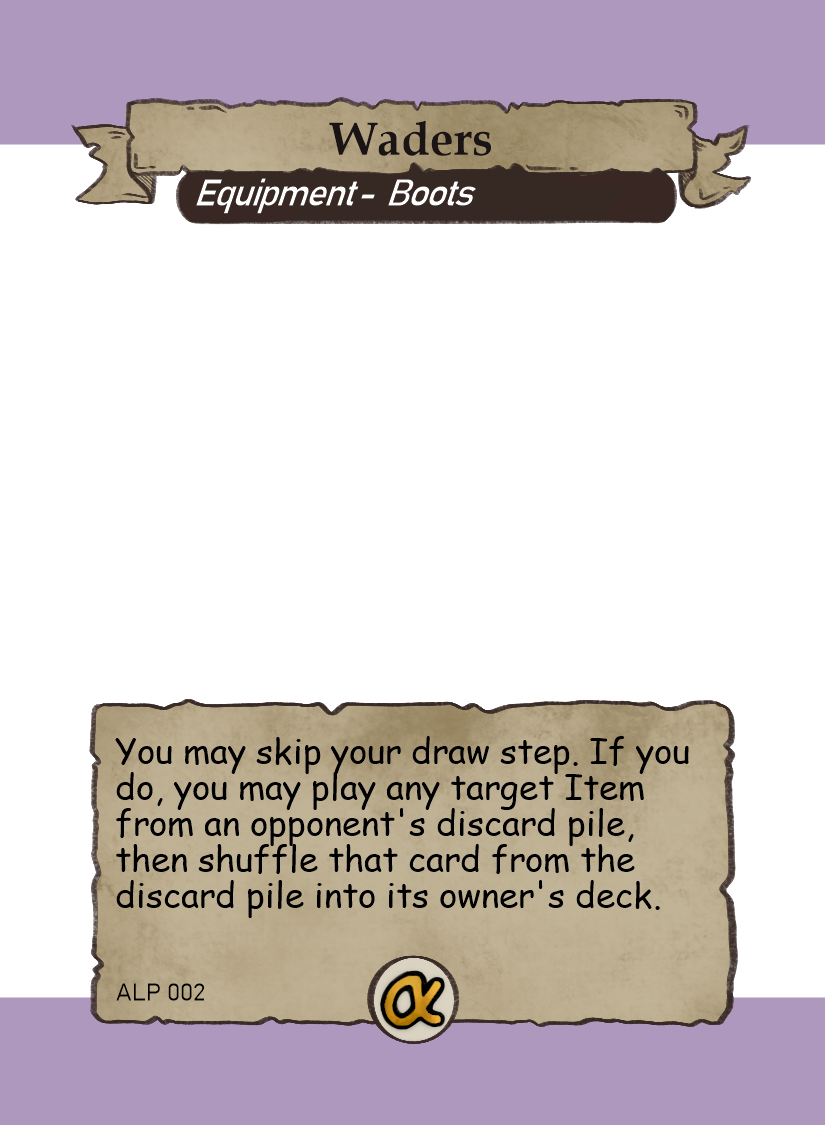 Waders
Equipment - Boots
You may skip your draw step. If you
do, you may play any target Item
from an opponent's discard pile,
then shuffle that card from the
discard pile into its owner's deck.
ALP 002
α